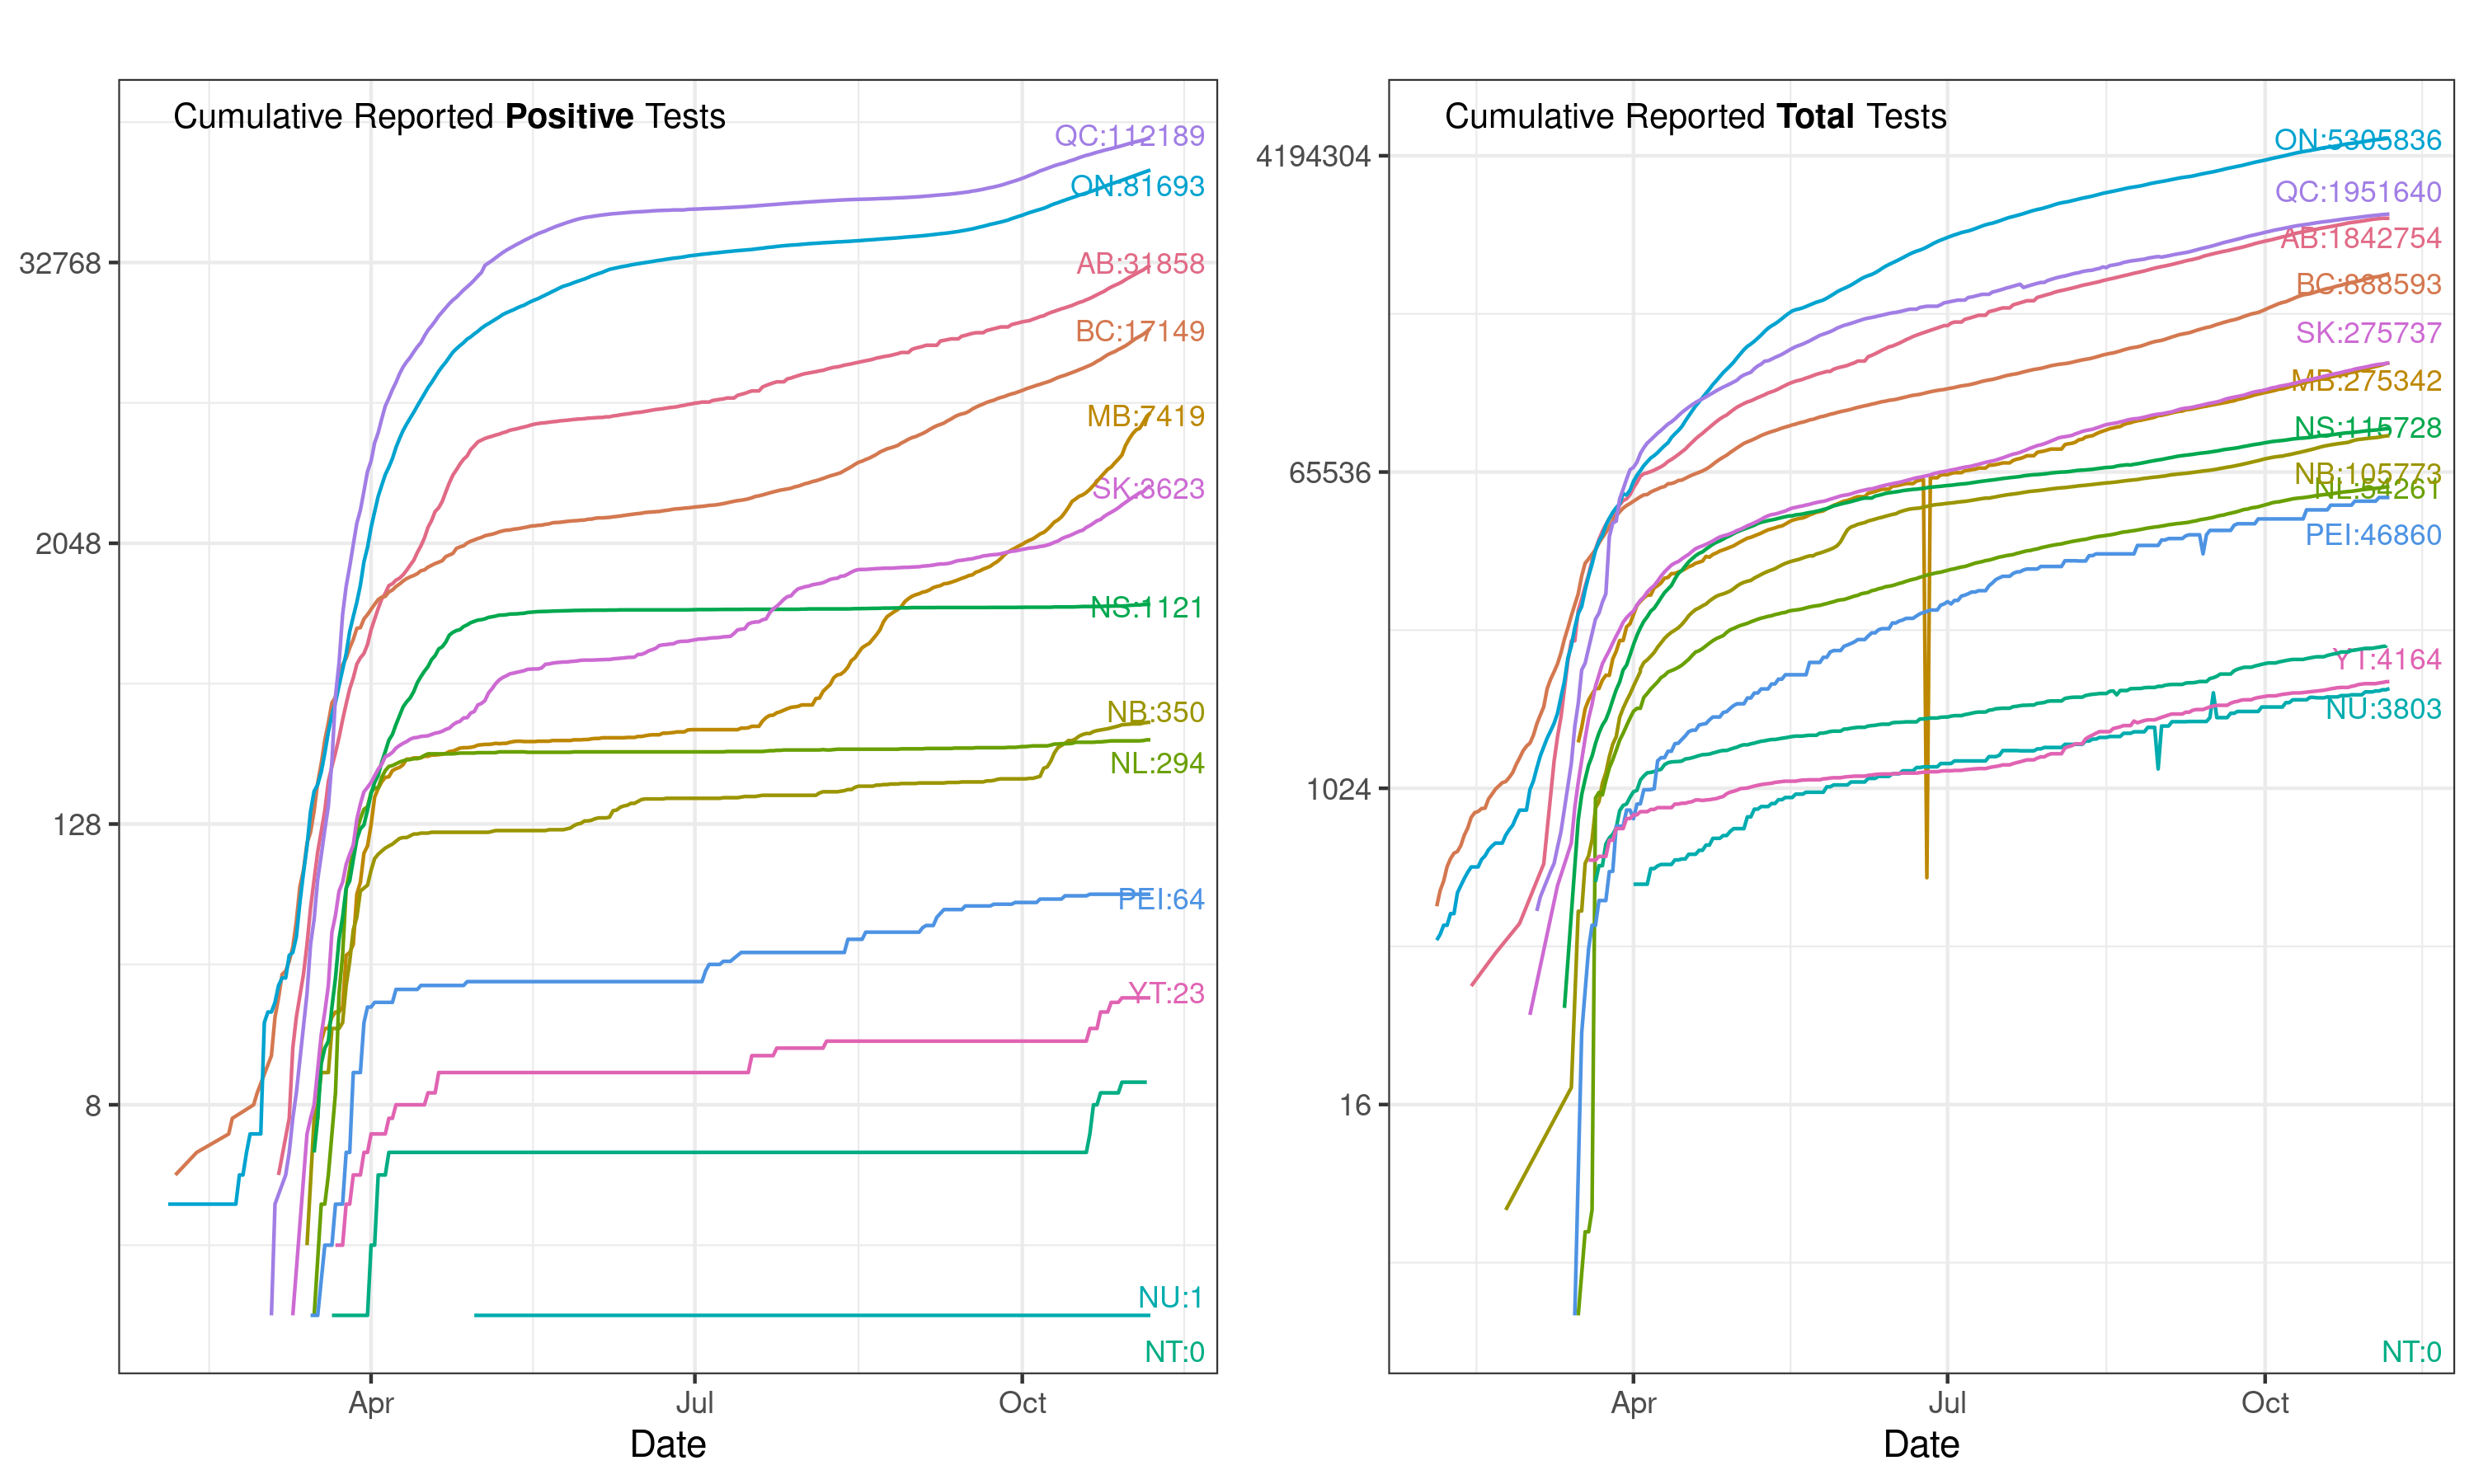 Cumulative Reported Positive Tests
QC:112189
ON:81693
AB:31858
BC:17149
MB:7419
SK:3623
NS:1121
NB:350
NL:294
PEI:64
YT:23
NU:1
NT:0
32768
2048
128
8
Apr
Jul
Oct
Date
Cumulative Reported Total Tests
ON:5305836
QC:1951640
AB:1842754
BC:888593
SK:275737
MB:275342
NS:115728
NB:105773
NL:54261
PEI:46860
YT:4164
NU:3803
NT:0
4194304
65536
1024
16
Apr
Jul
Oct
Date